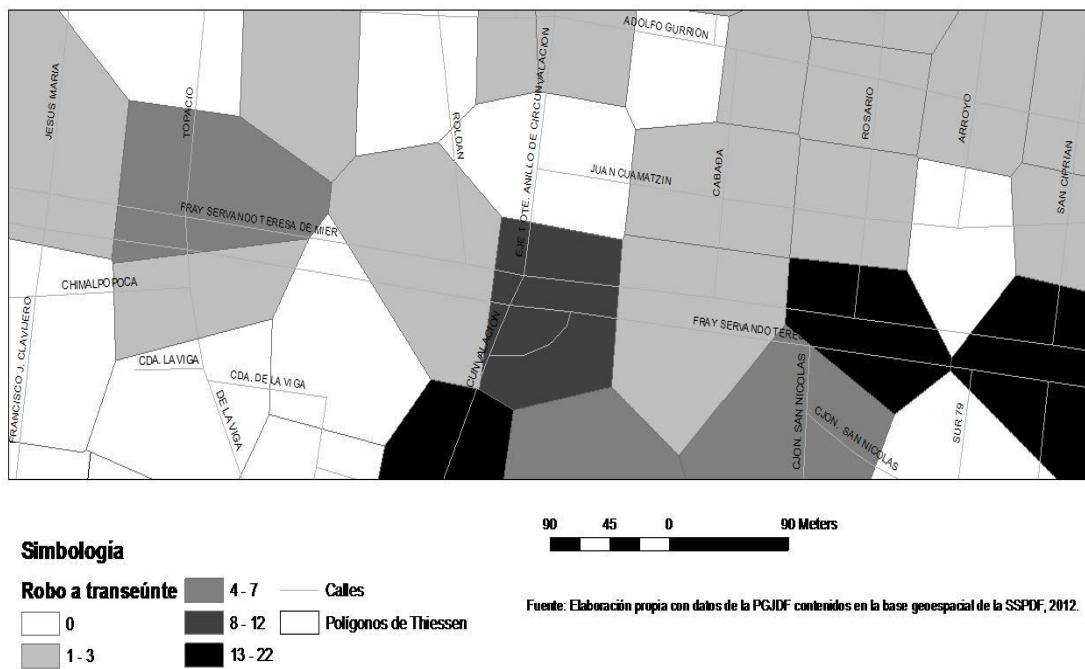 ADOLFO GURRION
JESUS MARIA
TOPACIO
ROLDAN
EJE 1 OTE. ANILLO DE CIRCUNVALACION
CABADA
ROSARIO
ARROYO
SAN CIPRIAN
JUAN CUAMATZIN
FRAY SERVANDO TERESA DE MIER
CHIMALPOPOCA
FRANCISCO J. CLAVIJERO
CDA. LA VIGA
CDA. DE LA VIGA
DE LA VIGA
CUNVALACION
FRAY SERVANDO TERES
CJON. SAN NICOLAS
CJON. SAN NICOLAS
SUR 79
90 45 0 90 Meters
Simbología
Robo a transeúnte
0
1 - 3
4 - 7
8 - 12
13 - 22
Calles
Polígonos de Thiessen
Fuente: Elaboración propia con datos de la PGJDF contenidos en la base geoespacial de la SSPDF, 2012.